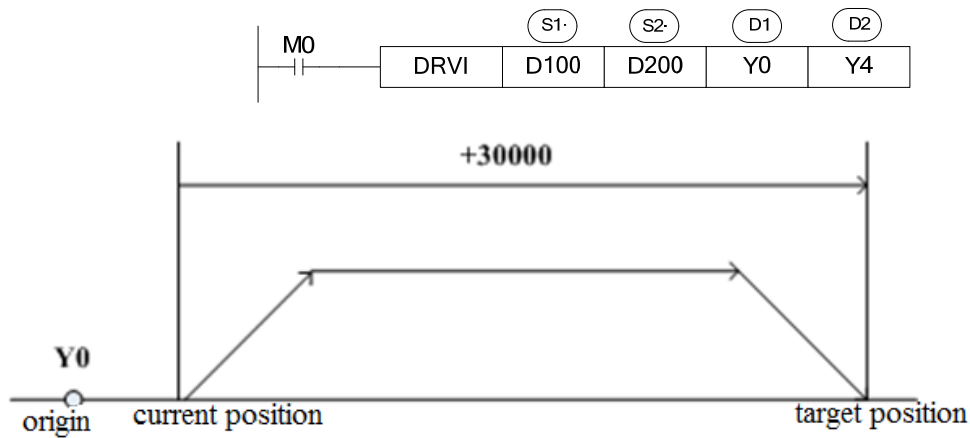 S1· S2· D1 D2
M0
DRVI D100 D200 Y0 Y4
+30000
Y0
origin current position target position